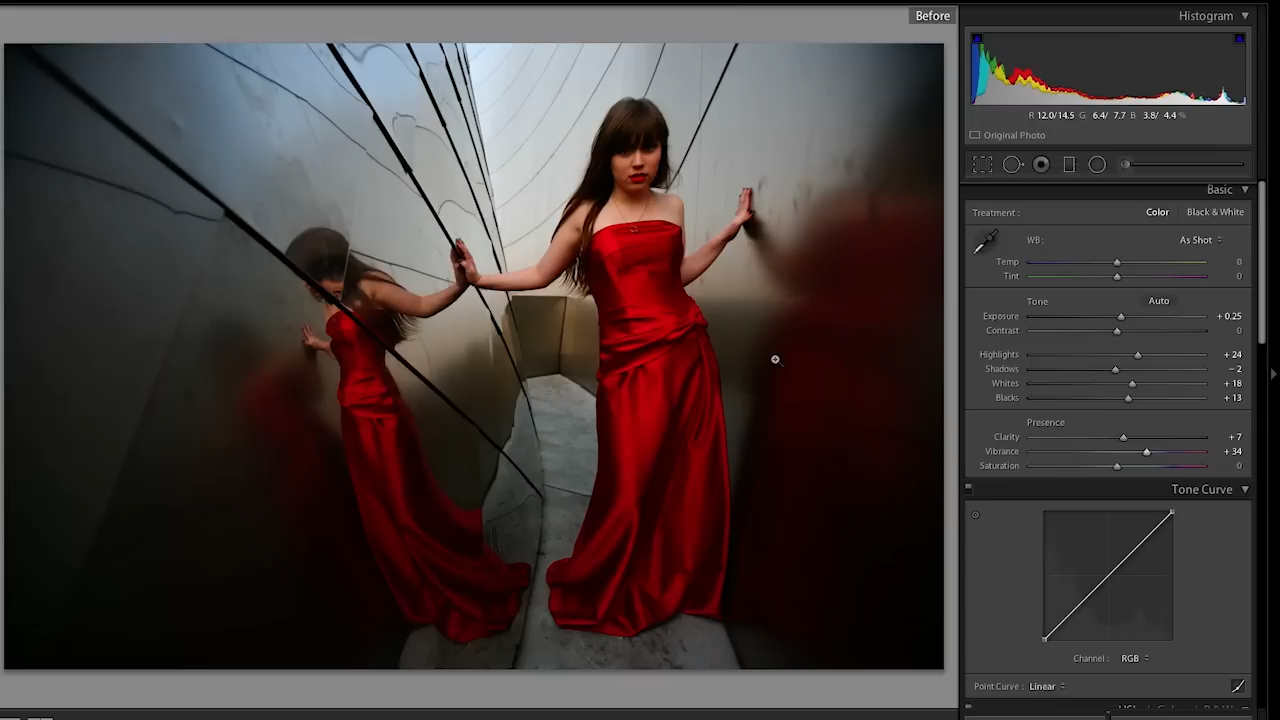 Before
Histogram
R 12.0/14.5 G 6.4/ 7.7 B 3.8/ 4.4 %
Original Photo
Basic
Treatment : Color Black & White
WB : As Shot
Temp 0
Tint 0
Tone Auto
Exposure + 0.25
Contrast 0
Highlights + 24
Shadows − 2
Whites + 18
Blacks + 13
Presence
Clarity + 7
Vibrance + 34
Saturation 0
Tone Curve
Channel : RGB
Point Curve : Linear